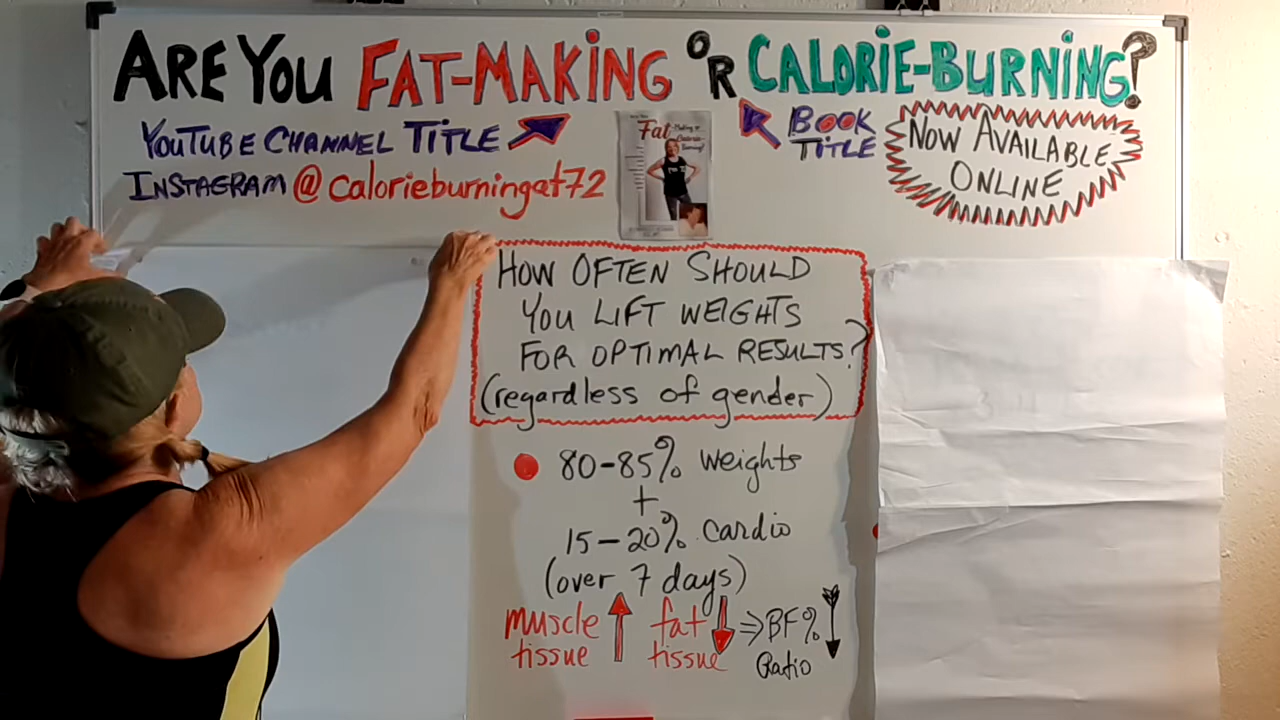 ARE YOU FAT-MAKING OR CALORIE-BURNING?
YOUTUBE CHANNEL TITLE
INSTAGRAM @calorieburningat72
Fat
BOOK
TITLE
NOW AVAILABLE
ONLINE
HOW OFTEN SHOULD
YOU LIFT WEIGHTS
FOR OPTIMAL RESULTS?
(regardless of gender)
80-85% weights
+
15-20% cardio
(over 7 days)
muscle tissue
fat tissue
⇒ BF% Ratio